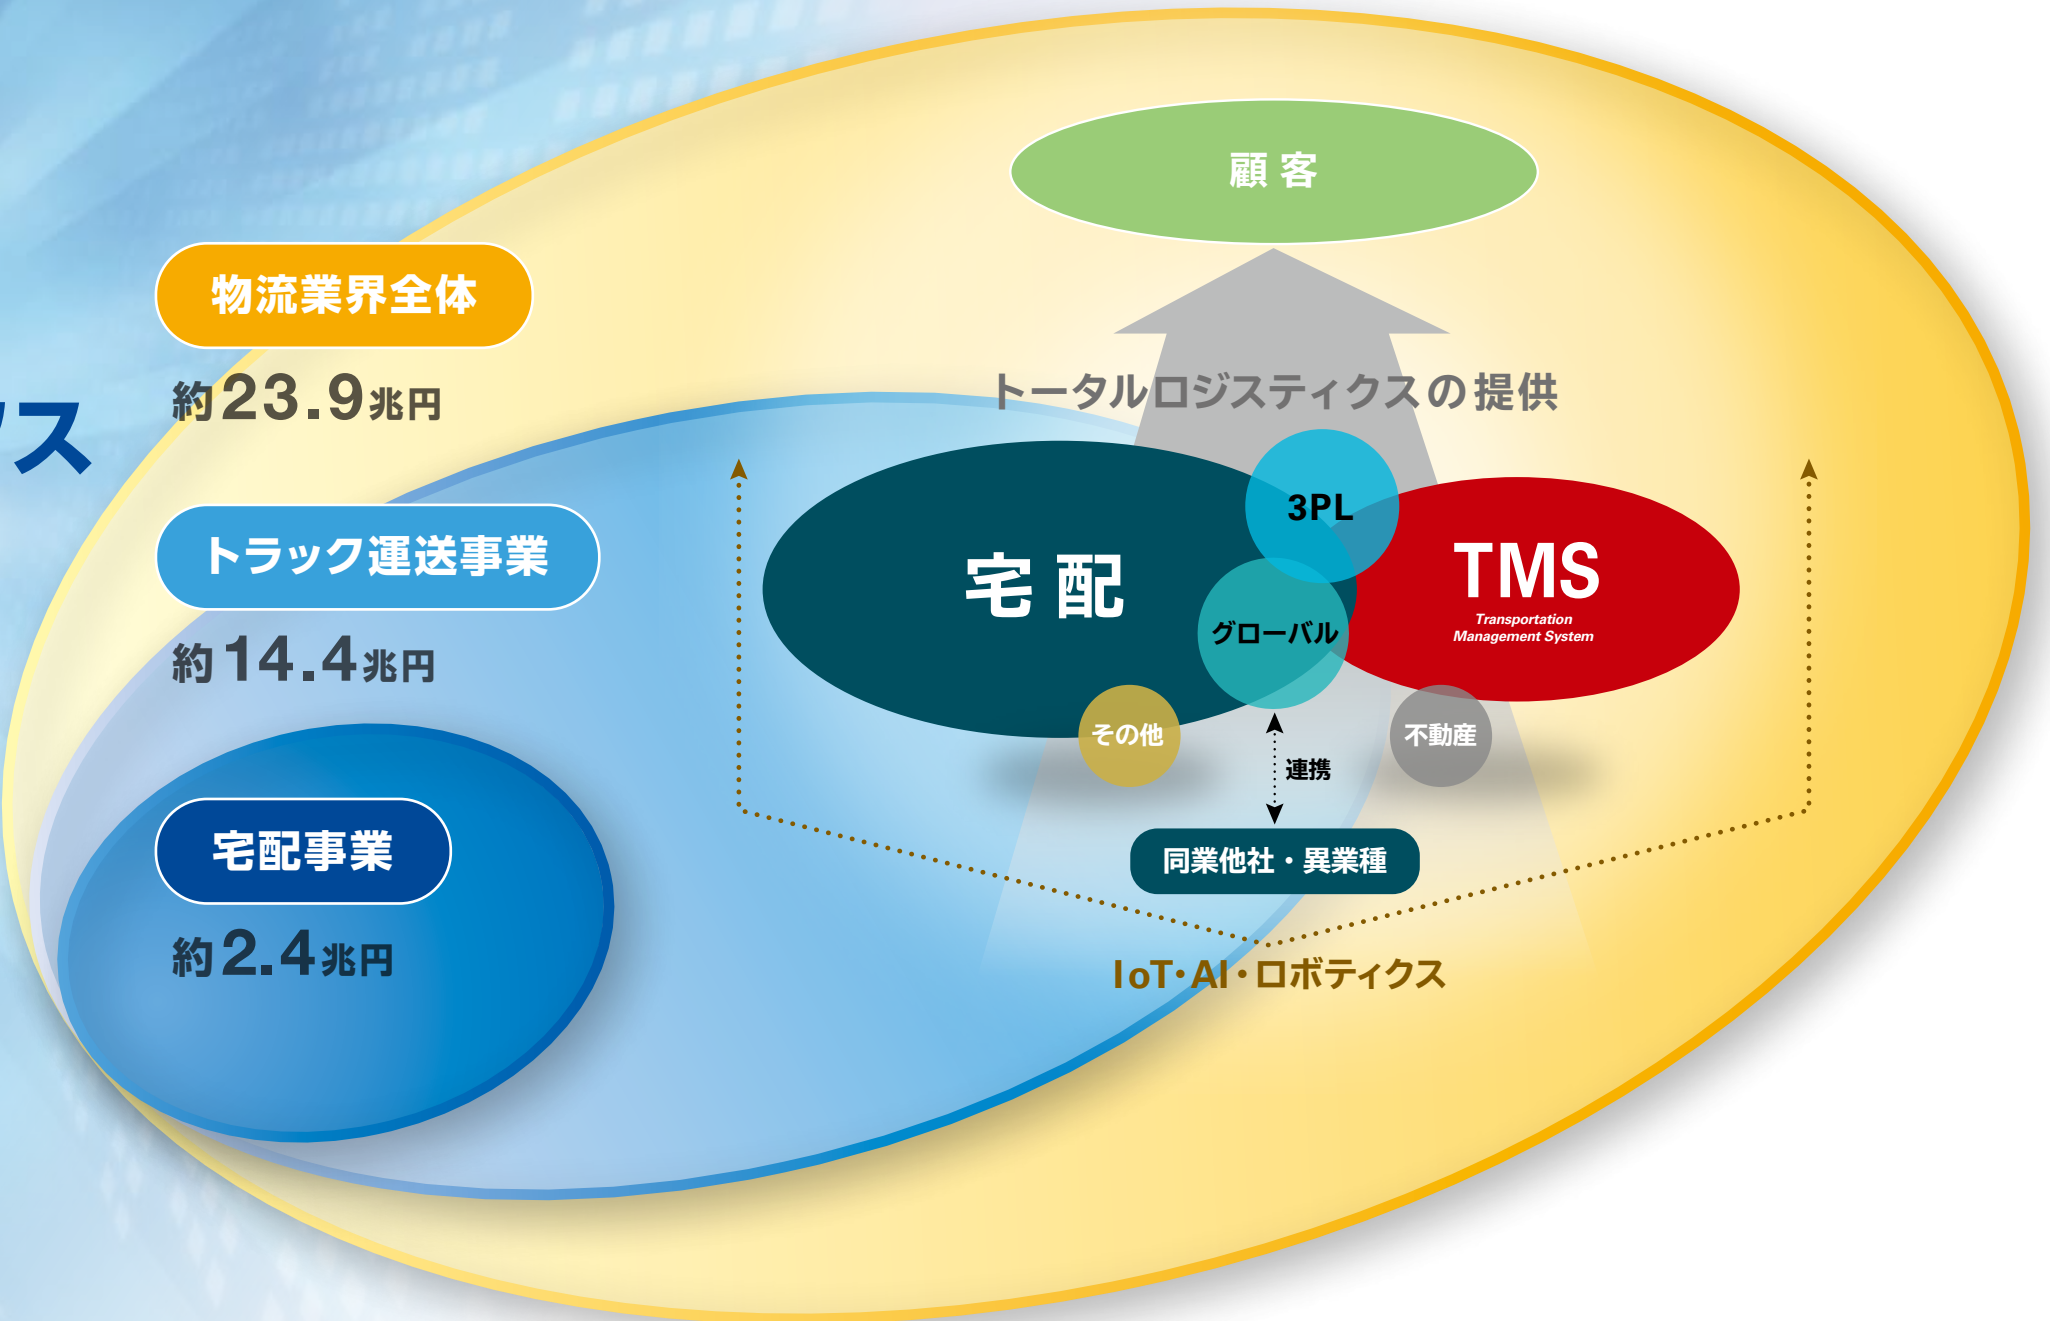 顧客
物流業界全体
約23.9兆円
トータルロジスティクスの提供
クス
3PL
トラック運送事業
宅配
TMS
Transportation
Management System
グローバル
約14.4兆円
その他
不動産
連携
宅配事業
同業他社・異業種
約2.4兆円
IoT・AI・ロボティクス